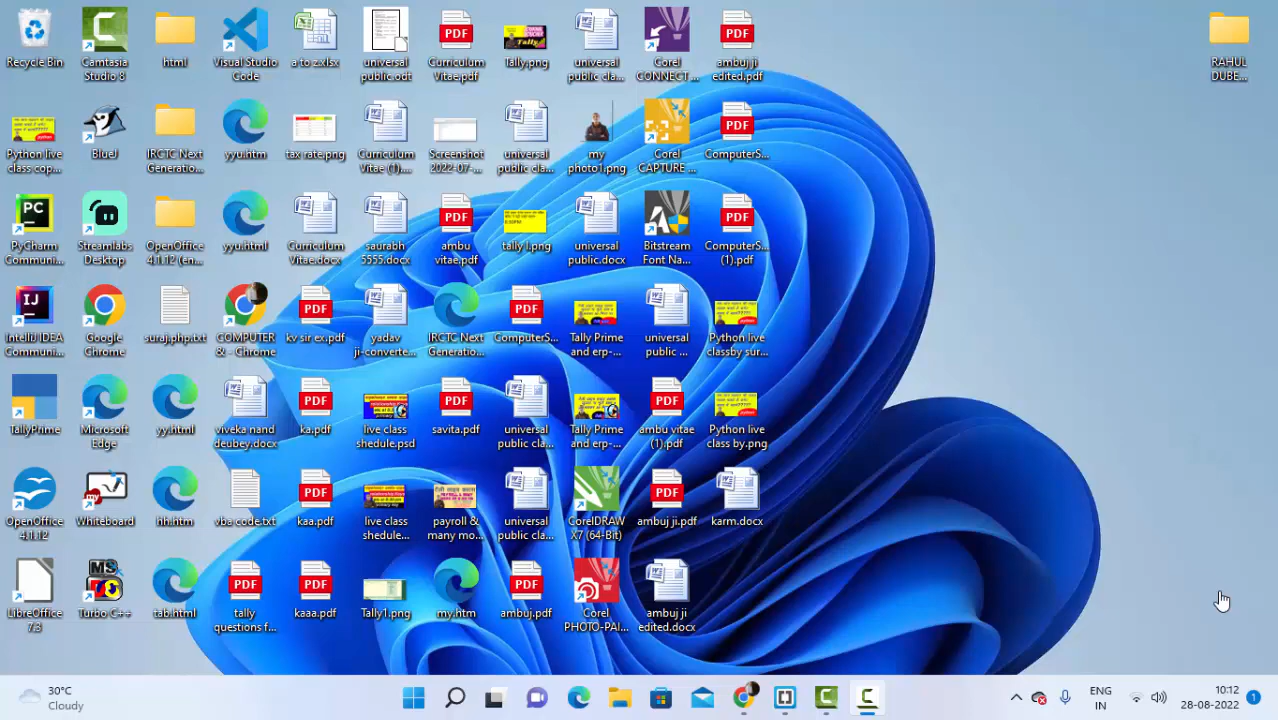 Recycle Bin
Camtasia
Studio 8
html
Visual Studio
Code
a to z.xlsx
universal
public.odt
Curriculum
Vitae.pdf
Tally.png
universal
public cla...
Corel
CONNECT ...
ambuj ji
edited.pdf
RAHUL
DUBE...
Python live
class cop...
BlueJ
IRCTC Next
Generatio...
yyu.htm
tax rate.png
Curriculum
Vitae (1)....
Screenshot
2022-07-...
universal
public cla...
my
photo1.png
Corel
CAPTURE ...
ComputerS...
PyCharm
Communi...
Streamlabs
Desktop
OpenOffice
4.1.12 (en...
yyu.html
Curriculum
Vitae.docx
saurabh
5555.docx
ambu
vitae.pdf
tally l.png
universal
public.docx
Bitstream
Font Na...
ComputerS...
(1).pdf
IntelliJ IDEA
Communi...
Google
Chrome
suraj.php.txt
COMPUTER
& - Chrome
kv sir ex.pdf
yadav
ji-converte...
IRCTC Next
Generatio...
ComputerS...
Tally Prime
and erp-...
universal
public ...
Python live
classby sur...
TallyPrime
Microsoft
Edge
yy.html
viveka nand
deubey.docx
ka.pdf
live class
shedule.psd
savita.pdf
universal
public cla...
Tally Prime
and erp-...
ambu vitae
(1).pdf
Python live
class by.png
OpenOffice
4.1.12
Whiteboard
hh.htm
vba code.txt
kaa.pdf
live class
shedule...
payroll &
many mo...
universal
public cla...
CorelDRAW
X7 (64-Bit)
ambuj ji.pdf
karm.docx
LibreOffice
7.3
Turbo C++
tab.html
tally
questions f...
kaaa.pdf
Tally1.png
my.htm
ambuj.pdf
Corel
PHOTO-PAI...
ambuj ji
edited.docx
30°C
Cloudy
ENG
IN
10:12
28-08-2022
1